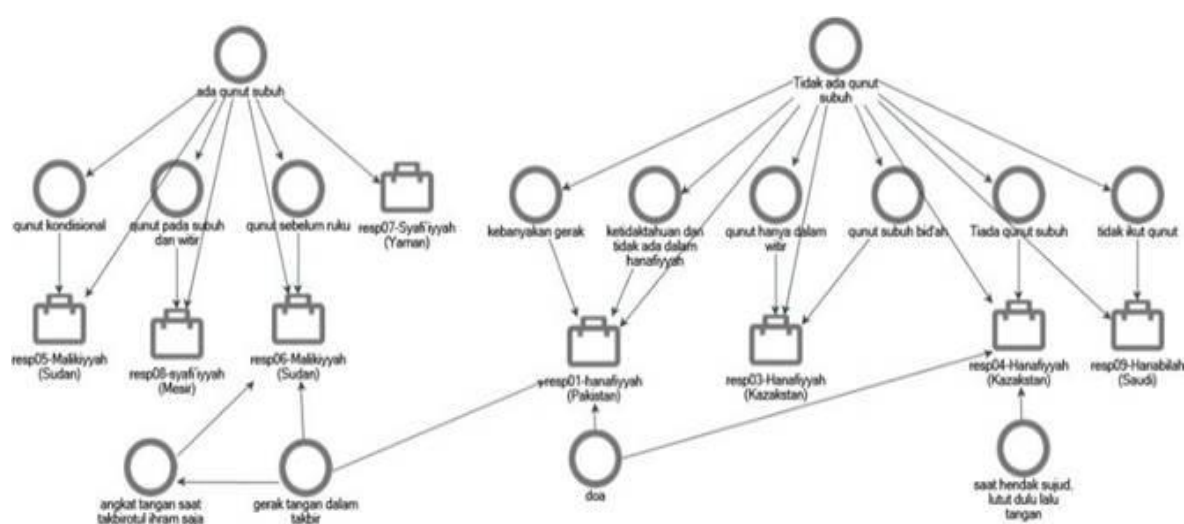 ada qunut subuh
Tidak ada qunut
subuh
qunut kondisional
qunut pada subuh
dan witir
qunut sebelum ruku
resp07-Syafi`iyyah
(Yaman)
kebanyakan gerak
ketidaktahuan dan
tidak ada dalam
hanafiyyah
qunut hanya dalam
witir
qunut subuh bid'ah
Tiada qunut subuh
tidak ikut qunut
resp05-Malikiyyah
(Sudan)
resp08-syafi`iyyah
(Mesir)
resp06-Malikiyyah
(Sudan)
resp01-hanafiyyah
(Pakistan)
resp03-Hanafiyyah
(Kazakstan)
resp04-Hanafiyyah
(Kazakstan)
resp09-Hanabilah
(Saudi)
angkat tangan saat
takbirotul ihram saja
gerak tangan dalam
takbir
doa
saat hendak sujud,
lutut dulu lalu
tangan